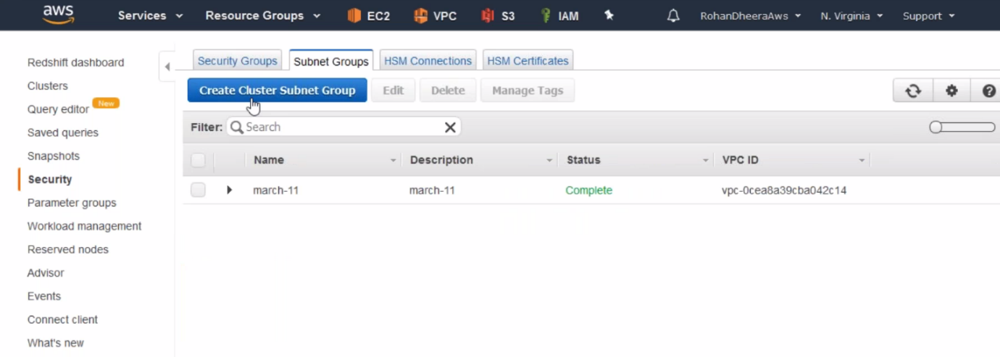 aws Services Resource Groups EC2 VPC S3 IAM RohanDheeraAws N. Virginia Support
Redshift dashboard
Clusters
Query editor New
Saved queries
Snapshots
Security
Parameter groups
Workload management
Reserved nodes
Advisor
Events
Connect client
What's new
Security Groups Subnet Groups HSM Connections HSM Certificates
Create Cluster Subnet Group Edit Delete Manage Tags
Filter: Search
Name Description Status VPC ID
march-11 march-11 Complete vpc-0cea8a39cba042c14